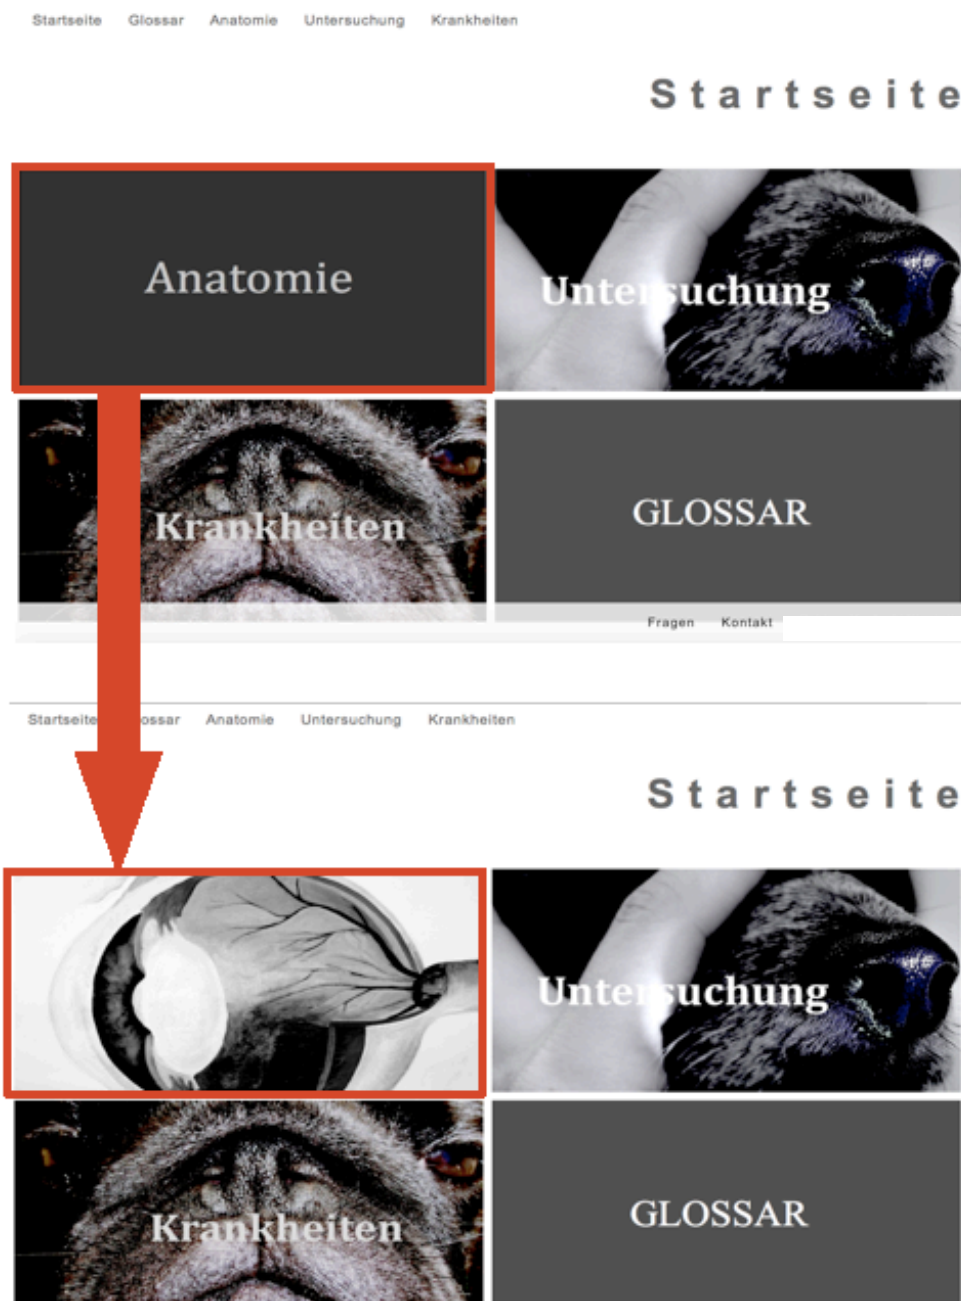 Startseite Glossar Anatomie Untersuchung Krankheiten
Startseite
Anatomie
Untersuchung
Krankheiten
GLOSSAR
Fragen Kontakt
Startseite ossar Anatomie Untersuchung Krankheiten
Startseite
Untersuchung
Krankheiten
GLOSSAR